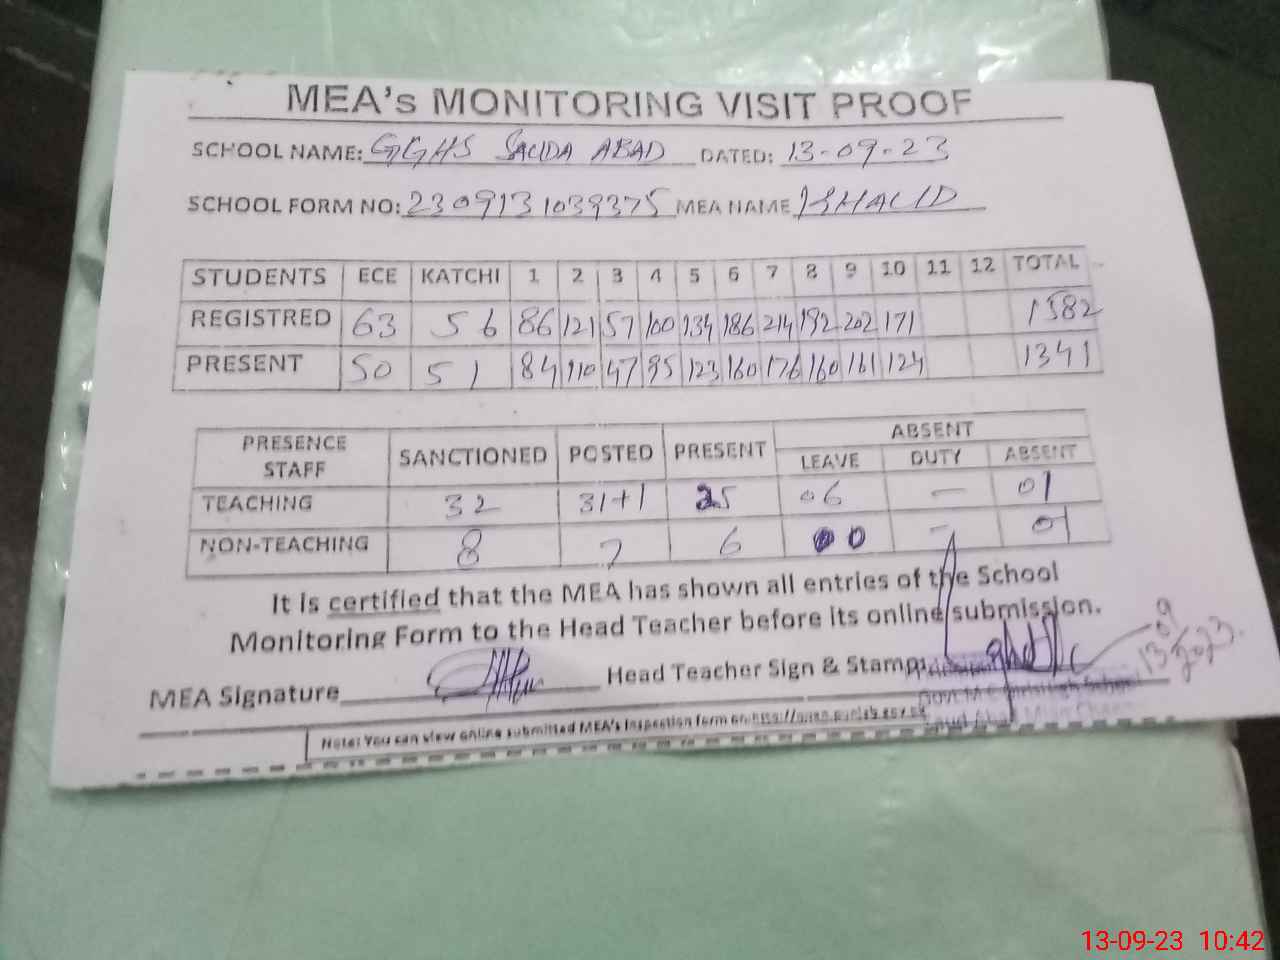 MEA's MONITORING VISIT PROOF
SCHOOL NAME: GGHS SAUDA ABAD DATED: 13-09-23
SCHOOL FORM NO: 2309131039375 MEA NAME KHALID
STUDENTS ECE KATCHI 1 2 3 4 5 6 7 8 9 10 11 12 TOTAL
REGISTRED 63 56 86 121 57 100 134 186 214 192 202 171 1582
PRESENT 50 51 84 110 47 95 123 160 176 160 161 124 1341
PRESENCE STAFF SANCTIONED POSTED PRESENT ABSENT
LEAVE DUTY ABSENT
TEACHING 32 31+1 25 06 — 01
NON-TEACHING 8 7 6 00 — 01
It is certified that the MEA has shown all entries of the School
Monitoring Form to the Head Teacher before its online submission.
MEA Signature Head Teacher Sign & Stamp:
13/09/2023
Note: You can view online submitted MEA's inspection form on
13-09-23 10:42